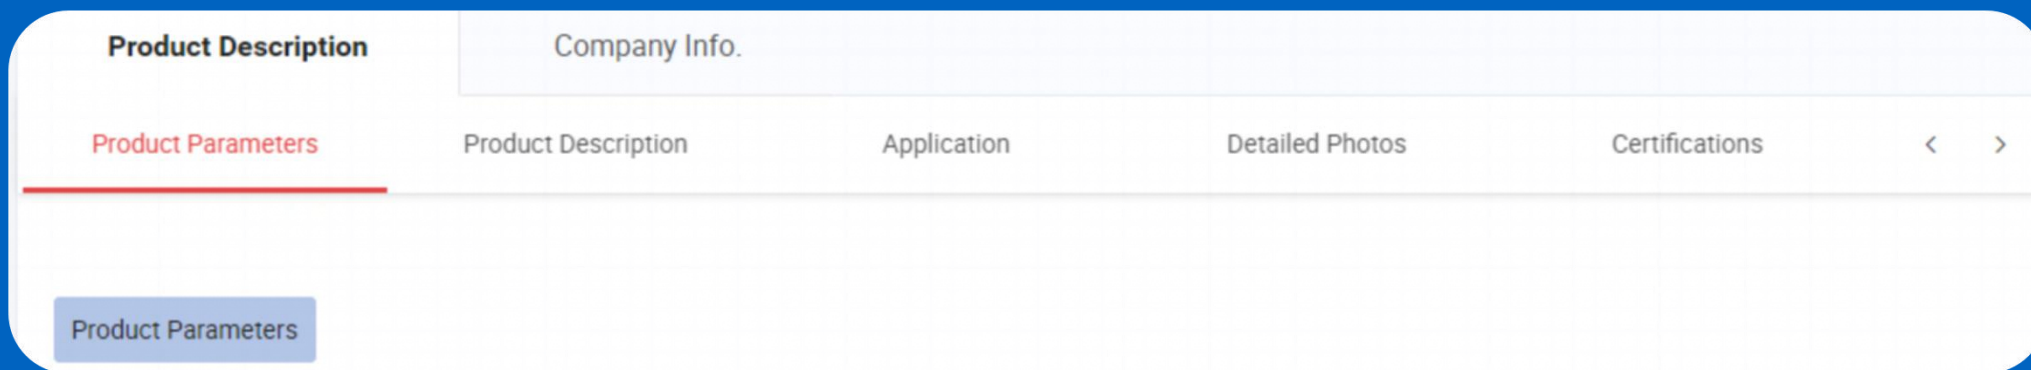 Product Description Company Info.
Product Parameters Product Description Application Detailed Photos Certifications < >
Product Parameters